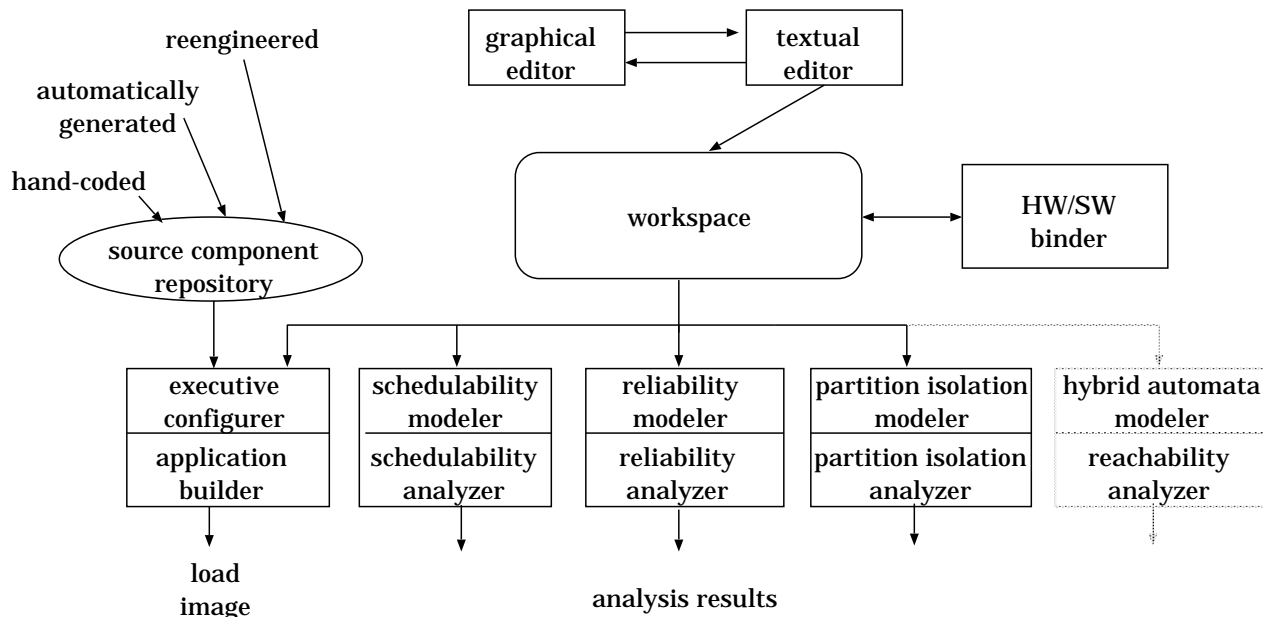 reengineered
graphical
editor
textual
editor
automatically
generated
hand-coded
source component
repository
workspace
HW/SW
binder
executive
configurer
application
builder
schedulability
modeler
schedulability
analyzer
reliability
modeler
reliability
analyzer
partition isolation
modeler
partition isolation
analyzer
hybrid automata
modeler
reachability
analyzer
load
image
analysis results